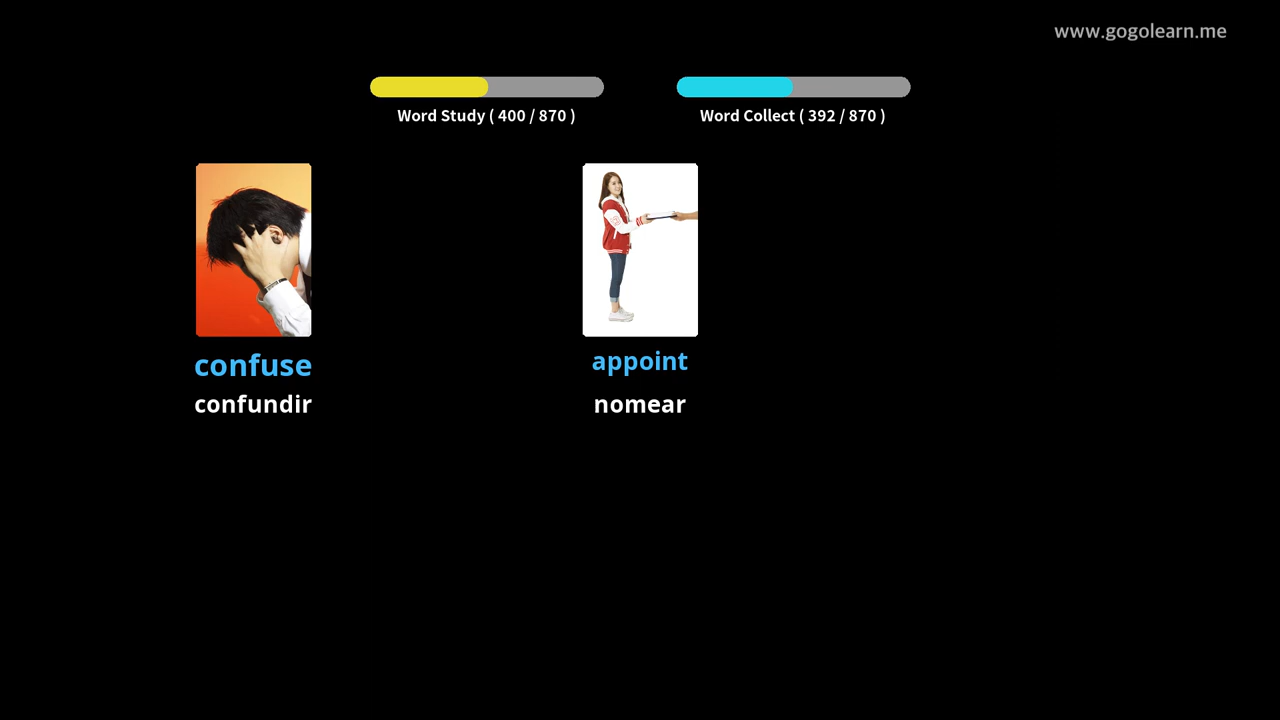 www.gogolearn.me
Word Study ( 400 / 870 )
Word Collect ( 392 / 870 )
confuse
confundir
appoint
nomear